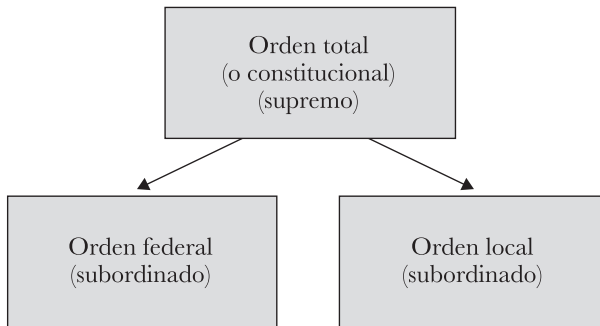 Orden total
(o constitucional)
(supremo)
Orden federal
(subordinado)
Orden local
(subordinado)